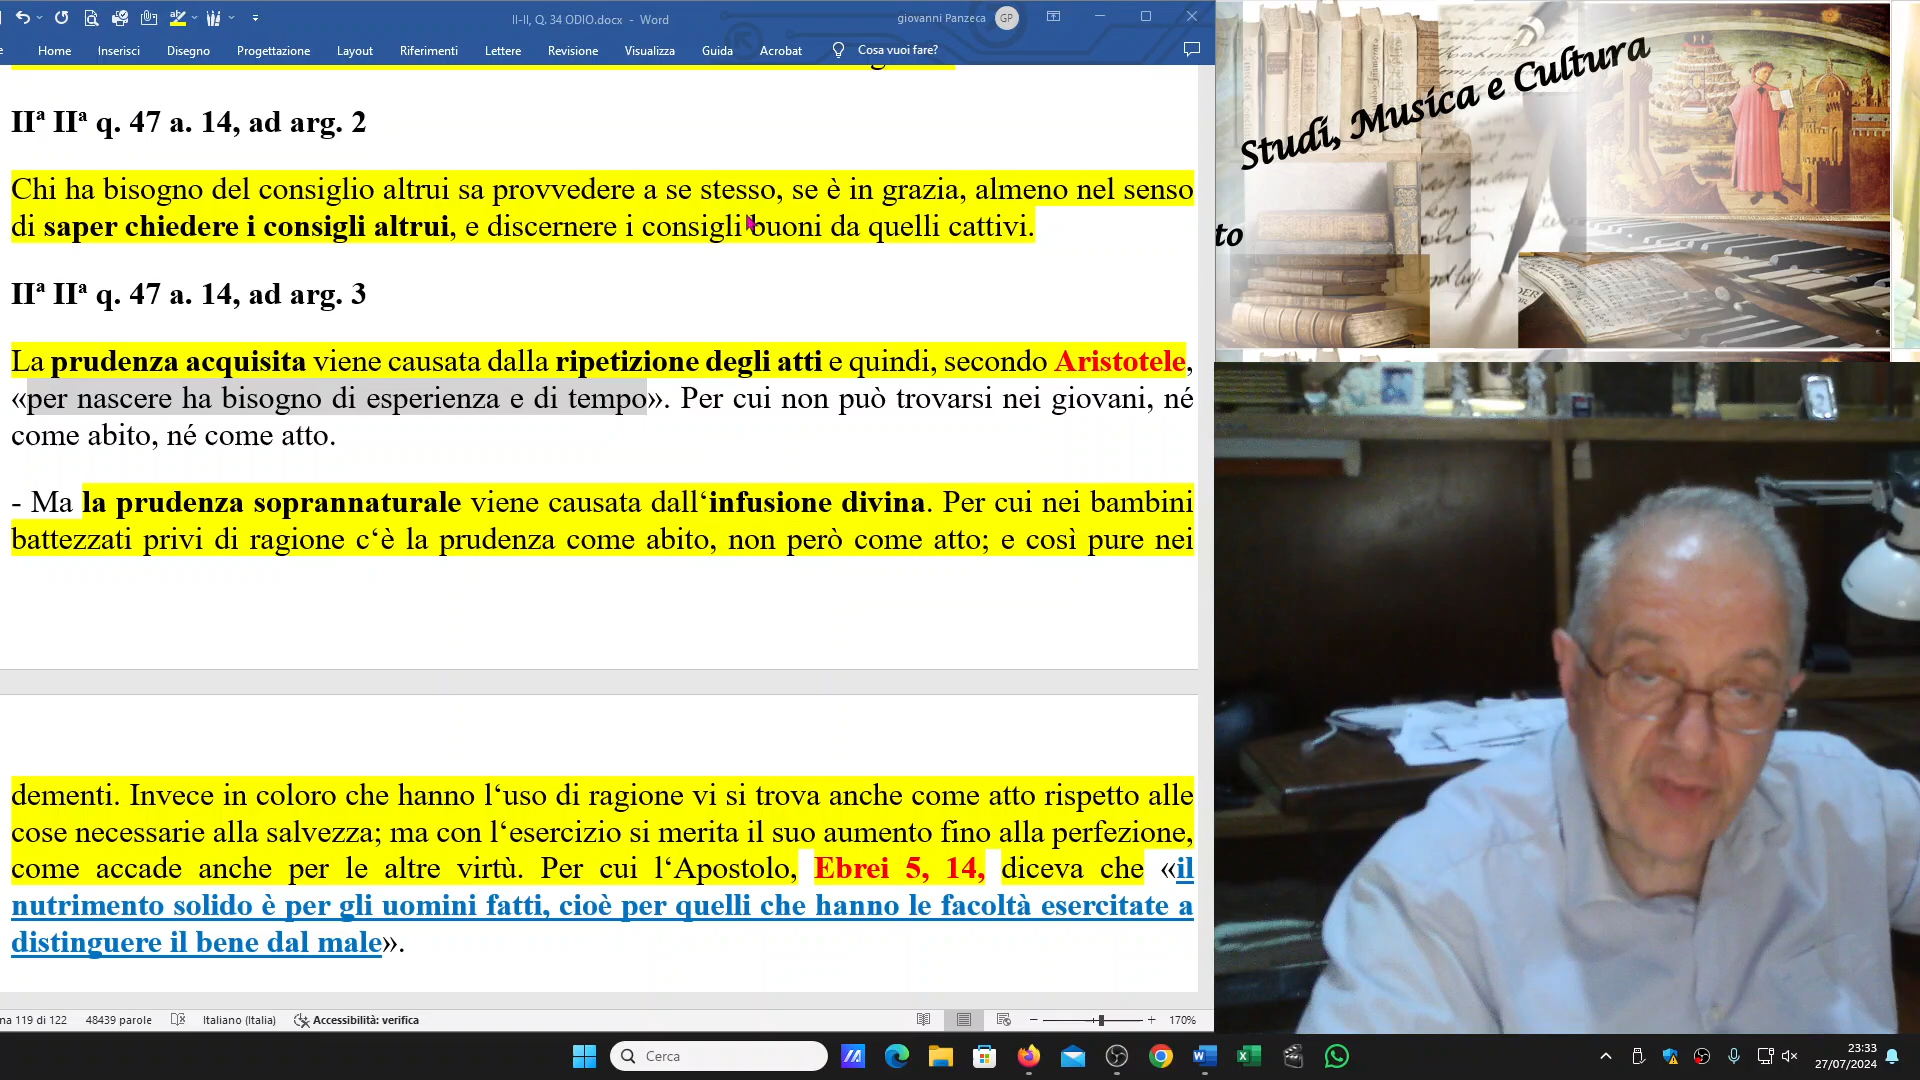 II-II, Q. 34 ODIO.docx - Word
giovanni Panzeca
GP
Home
Inserisci
Disegno
Progettazione
Layout
Riferimenti
Lettere
Revisione
Visualizza
Guida
Acrobat
Cosa vuoi fare?
IIª IIª q. 47 a. 14, ad arg. 2
Chi ha bisogno del consiglio altrui sa provvedere a se stesso, se è in grazia, almeno nel senso
di saper chiedere i consigli altrui, e discernere i consigli buoni da quelli cattivi.
IIª IIª q. 47 a. 14, ad arg. 3
La prudenza acquisita viene causata dalla ripetizione degli atti e quindi, secondo Aristotele,
«per nascere ha bisogno di esperienza e di tempo». Per cui non può trovarsi nei giovani, né
come abito, né come atto.
- Ma la prudenza soprannaturale viene causata dall‘infusione divina. Per cui nei bambini
battezzati privi di ragione c‘è la prudenza come abito, non però come atto; e così pure nei
dementi. Invece in coloro che hanno l‘uso di ragione vi si trova anche come atto rispetto alle
cose necessarie alla salvezza; ma con l‘esercizio si merita il suo aumento fino alla perfezione,
come accade anche per le altre virtù. Per cui l‘Apostolo, Ebrei 5, 14, diceva che «il
nutrimento solido è per gli uomini fatti, cioè per quelli che hanno le facoltà esercitate a
distinguere il bene dal male».
na 119 di 122
48439 parole
Italiano (Italia)
Accessibilità: verifica
170%
Studi, Musica e Cultura
to
Cerca
23:33
27/07/2024